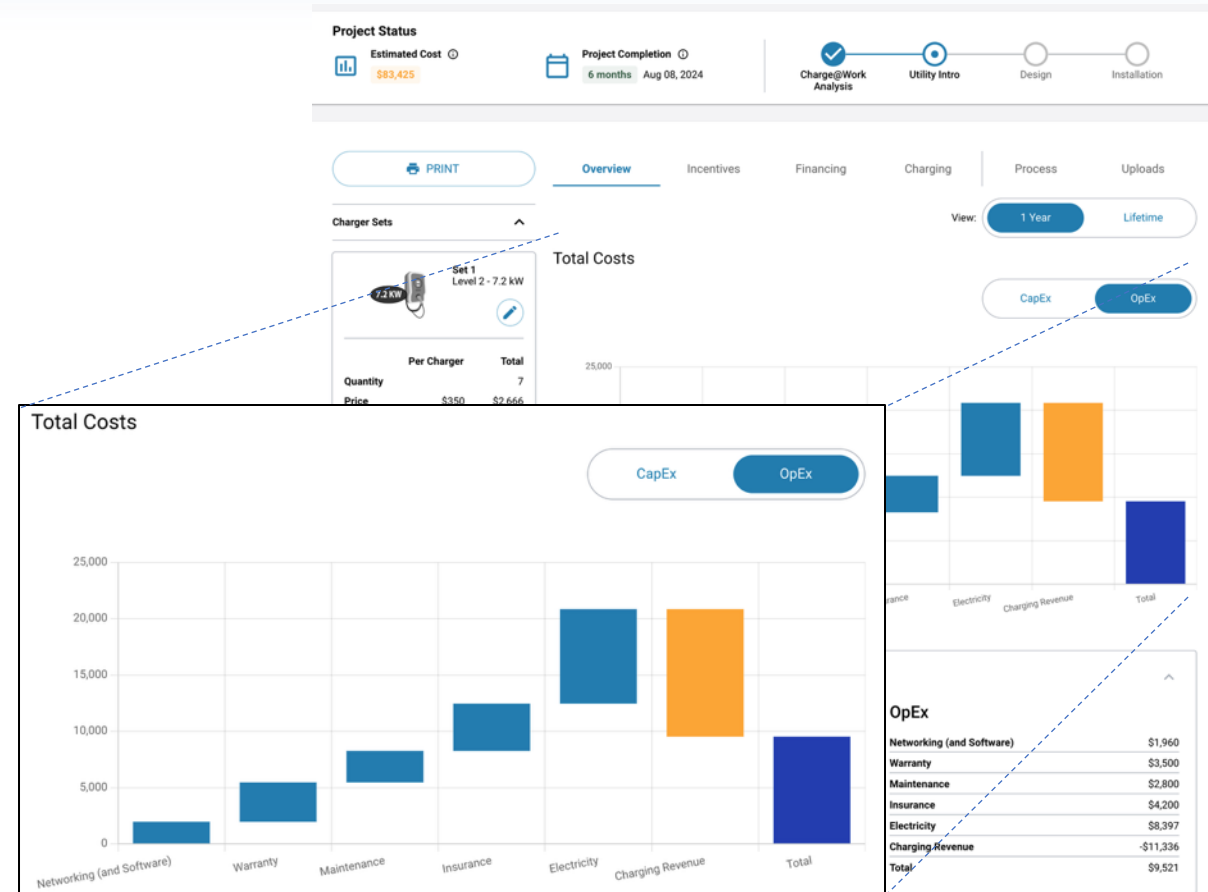 Project Status
Estimated Cost
$83,425
Project Completion
6 months Aug 08, 2024
Charge@Work
Analysis
Utility Intro
Design
Installation
PRINT
Overview
Incentives
Financing
Charging
Process
Uploads
Charger Sets
View:
1 Year
Lifetime
Total Costs
CapEx
OpEx
7.2 KW
Set 1
Level 2 - 7.2 kW
Per Charger Total
Quantity 7
Price $350 $2,666
25,000
Electricity
Charging Revenue
Total
Total Costs
CapEx
OpEx
25,000
20,000
15,000
10,000
5,000
0
Networking (and Software)
Warranty
Maintenance
Insurance
Electricity
Charging Revenue
Total
OpEx
Networking (and Software) $1,960
Warranty $3,500
Maintenance $2,800
Insurance $4,200
Electricity $8,397
Charging Revenue -$11,336
Total $9,521